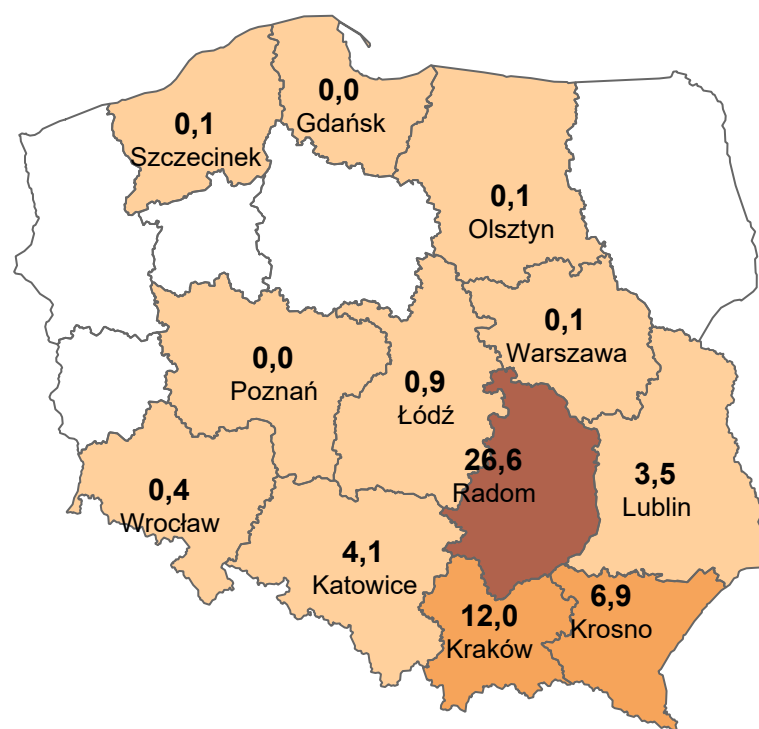 0,0
Gdańsk
0,1
Szczecinek
0,1
Olsztyn
0,1
Warszawa
0,0
Poznań
0,9
Łódź
26,6
Radom
3,5
Lublin
0,4
Wrocław
4,1
Katowice
12,0
Kraków
6,9
Krosno